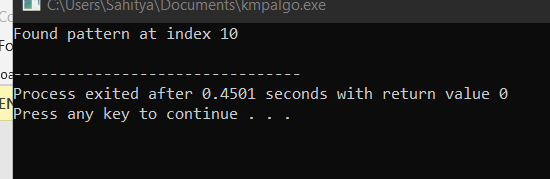 C:\Users\Sahitya\Documents\kmpalgo.exe
Found pattern at index 10
--------------------------------
Process exited after 0.4501 seconds with return value 0
Press any key to continue . . .